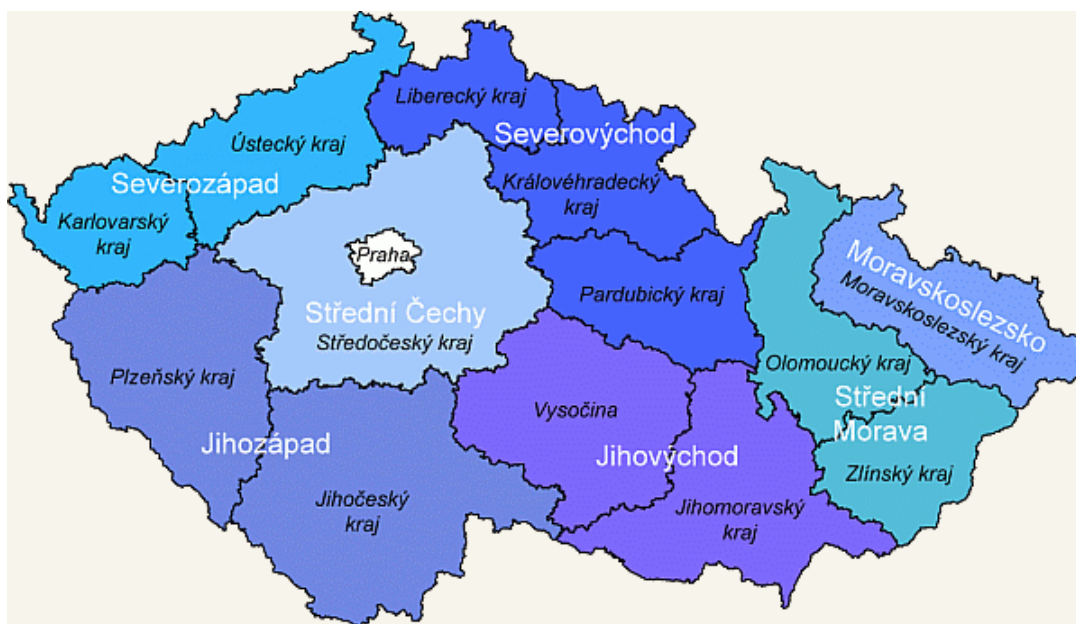 Liberecký kraj
Severovýchod
Ústecký kraj
Severozápad
Karlovarský
kraj
Královéhradecký
kraj
Praha
Pardubický kraj
Moravskoslezsko
Moravskoslezský kraj
Střední Čechy
Středočeský kraj
Plzeňský kraj
Olomoucký kraj
Střední
Morava
Vysočina
Jihozápad
Jihovýchod
Zlínský kraj
Jihočeský
kraj
Jihomoravský
kraj